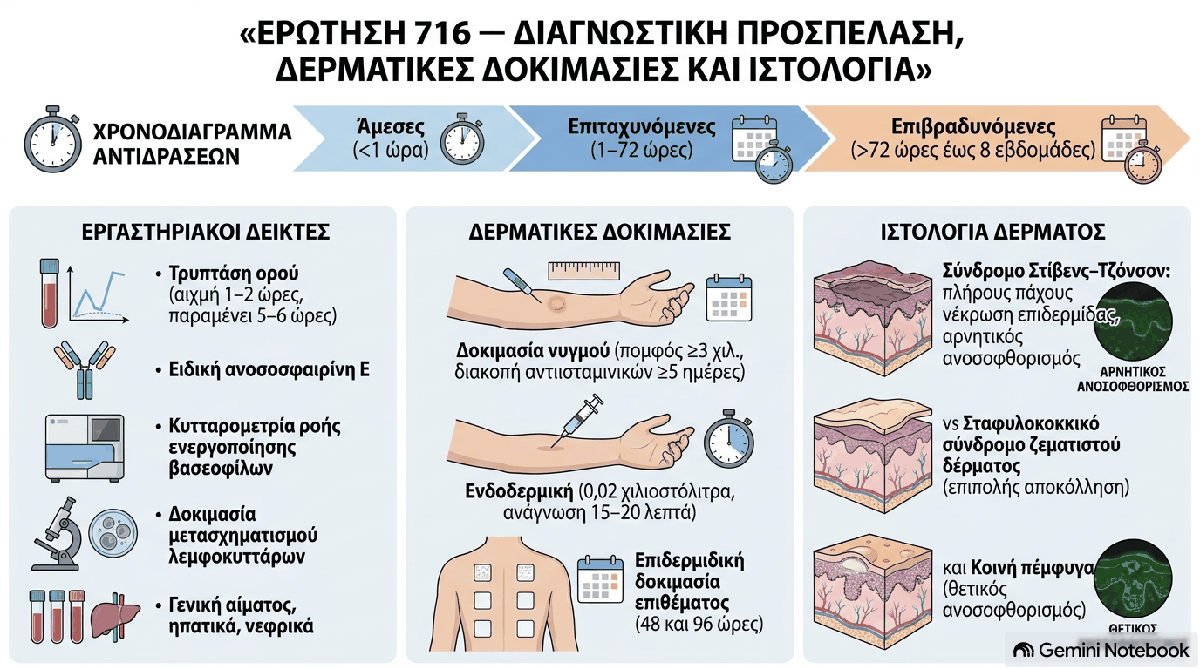 «ΕΡΩΤΗΣΗ 716 — ΔΙΑΓΝΩΣΤΙΚΗ ΠΡΟΣΠΕΛΑΣΗ,
ΔΕΡΜΑΤΙΚΕΣ ΔΟΚΙΜΑΣΙΕΣ ΚΑΙ ΙΣΤΟΛΟΓΙΑ»
ΧΡΟΝΟΔΙΑΓΡΑΜΜΑ
ΑΝΤΙΔΡΑΣΕΩΝ
Άμεσες
(<1 ώρα)
Επιταχυνόμενες
(1–72 ώρες)
Επιβραδυνόμενες
(>72 ώρες έως 8 εβδομάδες)
ΕΡΓΑΣΤΗΡΙΑΚΟΙ ΔΕΙΚΤΕΣ
• Τρυπτάση ορού
(αιχμή 1–2 ώρες,
παραμένει 5–6 ώρες)
• Ειδική ανοσοσφαιρίνη Ε
• Κυτταρομετρία ροής
ενεργοποίησης
βασεοφίλων
• Δοκιμασία
μετασχηματισμού
λεμφοκυττάρων
• Γενική αίματος,
ηπατικά, νεφρικά
ΔΕΡΜΑΤΙΚΕΣ ΔΟΚΙΜΑΣΙΕΣ
Δοκιμασία νυγμού (πομφός ≥3 χιλ.,
διακοπή αντιισταμινικών ≥5 ημέρες)
Ενδοδερμική (0,02 χιλιοστόλιτρα,
ανάγνωση 15–20 λεπτά)
Επιδερμιδική
δοκιμασία
επιθέματος
(48 και 96 ώρες)
ΙΣΤΟΛΟΓΙΑ ΔΕΡΜΑΤΟΣ
Σύνδρομο Στίβενς–Τζόνσον:
πλήρους πάχους
νέκρωση επιδερμίδας,
αρνητικός
ανοσοφθορισμός
ΑΡΝΗΤΙΚΟΣ
ΑΝΟΣΟΦΘΟΡΙΣΜΟΣ
vs Σταφυλοκοκκικό
σύνδρομο ζεματιστού
δέρματος
(επιπολής αποκόλληση)
και Κοινή πέμφυγα
(θετικός
ανοσοφθορισμός)
ΘΕΤΙΚΟΣ
Gemini Notebook